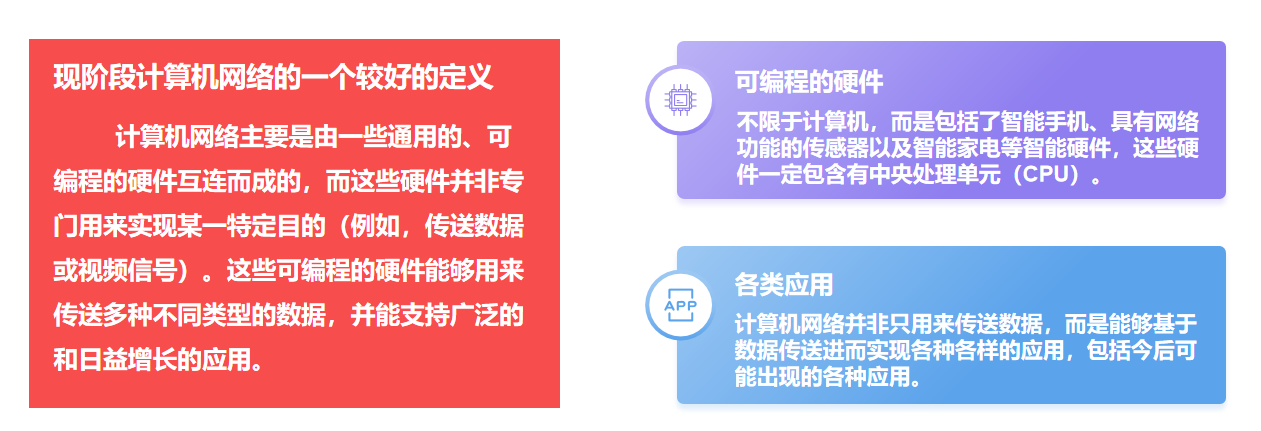 现阶段计算机网络的一个较好的定义
计算机网络主要是由一些通用的、可
编程的硬件互连而成的，而这些硬件并非专
门用来实现某一特定目的（例如，传送数据
或视频信号）。这些可编程的硬件能够用来
传送多种不同类型的数据，并能支持广泛的
和日益增长的应用。
可编程的硬件
不限于计算机，而是包括了智能手机、具有网络
功能的传感器以及智能家电等智能硬件，这些硬
件一定包含有中央处理单元（CPU）。
APP
各类应用
计算机网络并非只用来传送数据，而是能够基于
数据传送进而实现各种各样的应用，包括今后可
能出现的各种应用。